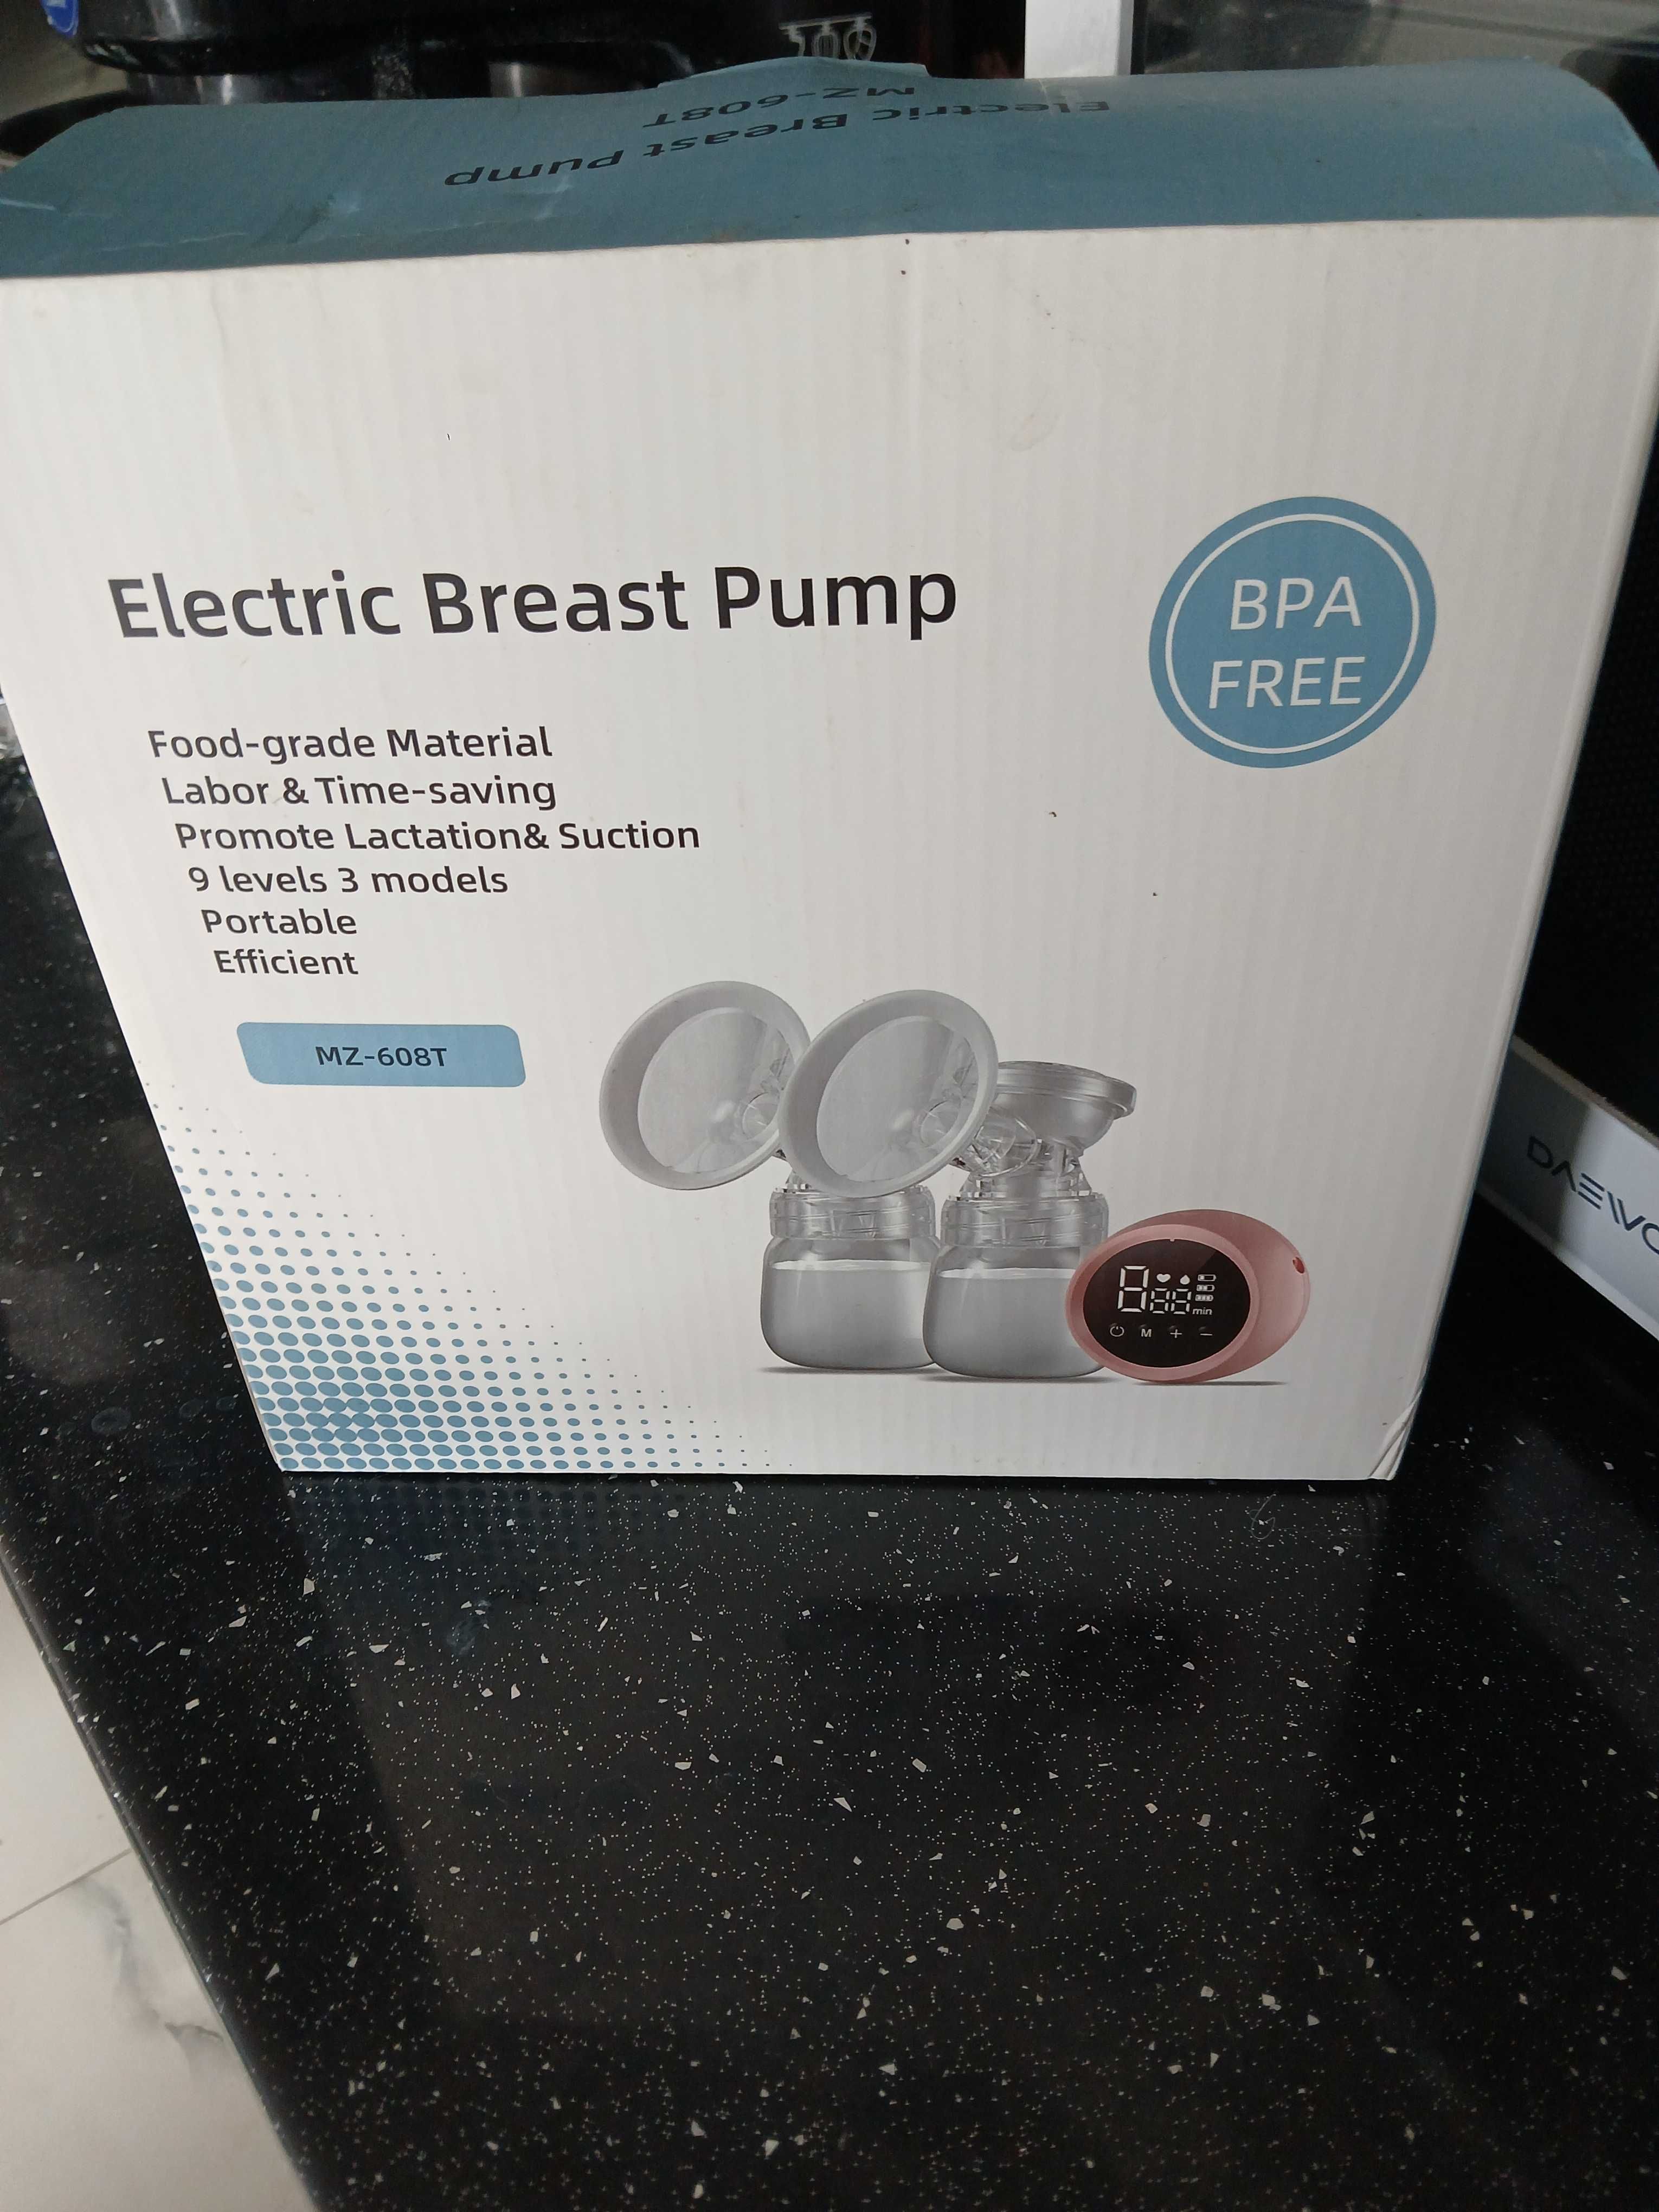 Electric Breast Pump
MZ-608T
Electric Breast Pump
BPA
FREE
Food-grade Material
Labor & Time-saving
Promote Lactation& Suction
9 levels 3 models
Portable
Efficient
MZ-608T
min
M